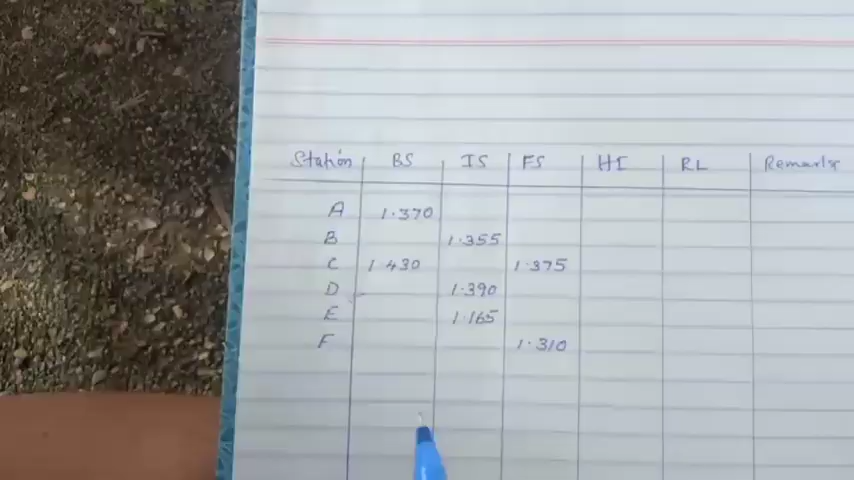 Station BS IS FS HI RL Remarks
A 1.370
B 1.355
C 1.430 1.375
D 1.390
E 1.165
F 1.310